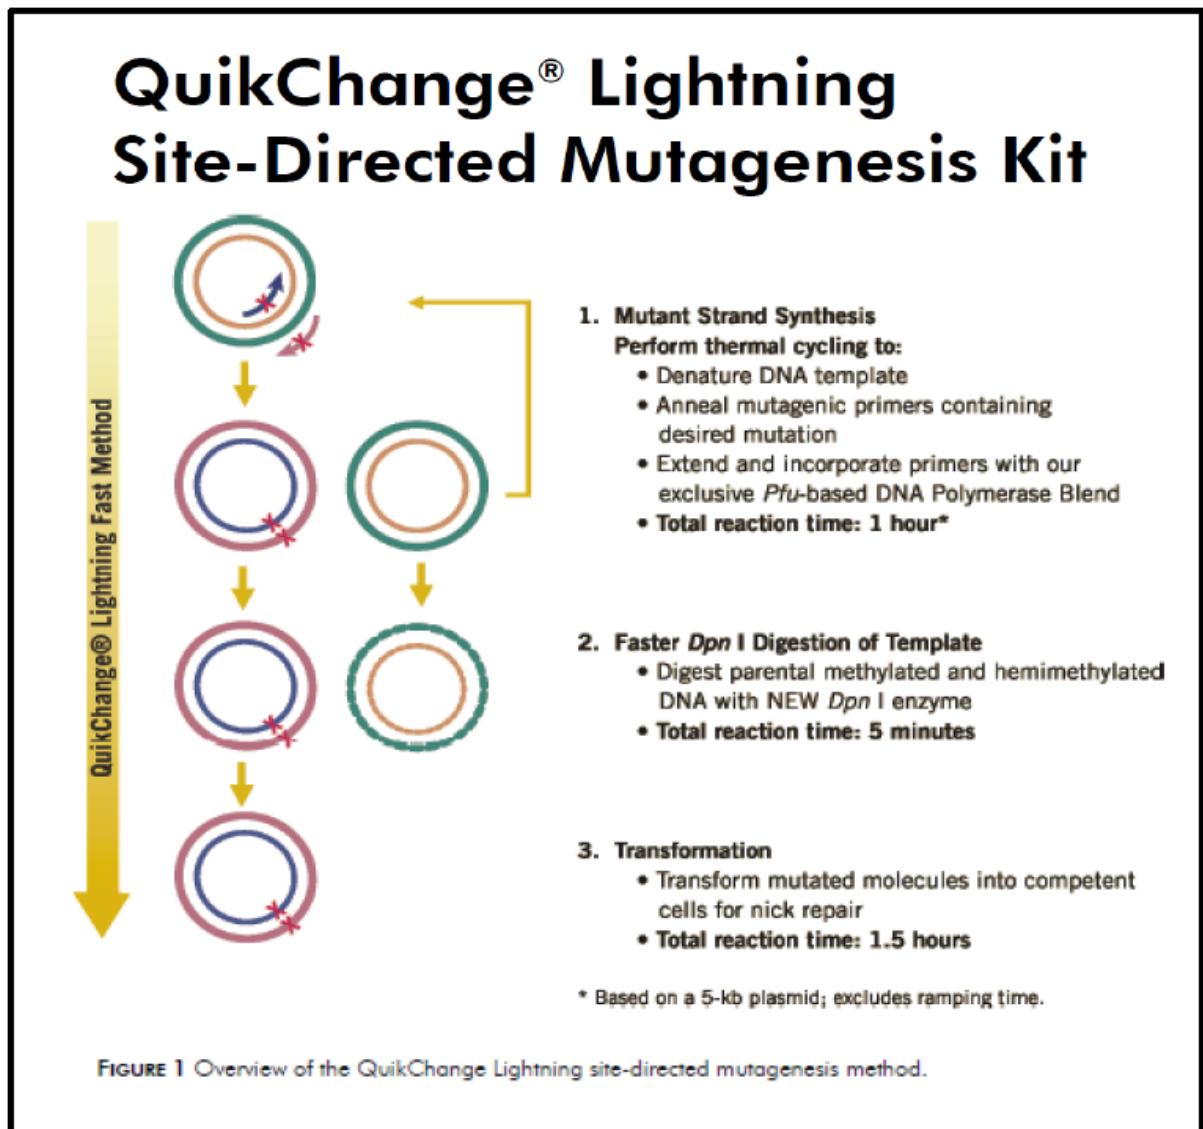 QuikChange® Lightning
Site-Directed Mutagenesis Kit
QuikChange® Lightning Fast Method
1. Mutant Strand Synthesis
Perform thermal cycling to:
• Denature DNA template
• Anneal mutagenic primers containing
desired mutation
• Extend and incorporate primers with our
exclusive Pfu-based DNA Polymerase Blend
• Total reaction time: 1 hour*
2. Faster Dpn I Digestion of Template
• Digest parental methylated and hemimethylated
DNA with NEW Dpn I enzyme
• Total reaction time: 5 minutes
3. Transformation
• Transform mutated molecules into competent
cells for nick repair
• Total reaction time: 1.5 hours
* Based on a 5-kb plasmid; excludes ramping time.
FIGURE 1 Overview of the QuikChange Lightning site-directed mutagenesis method.